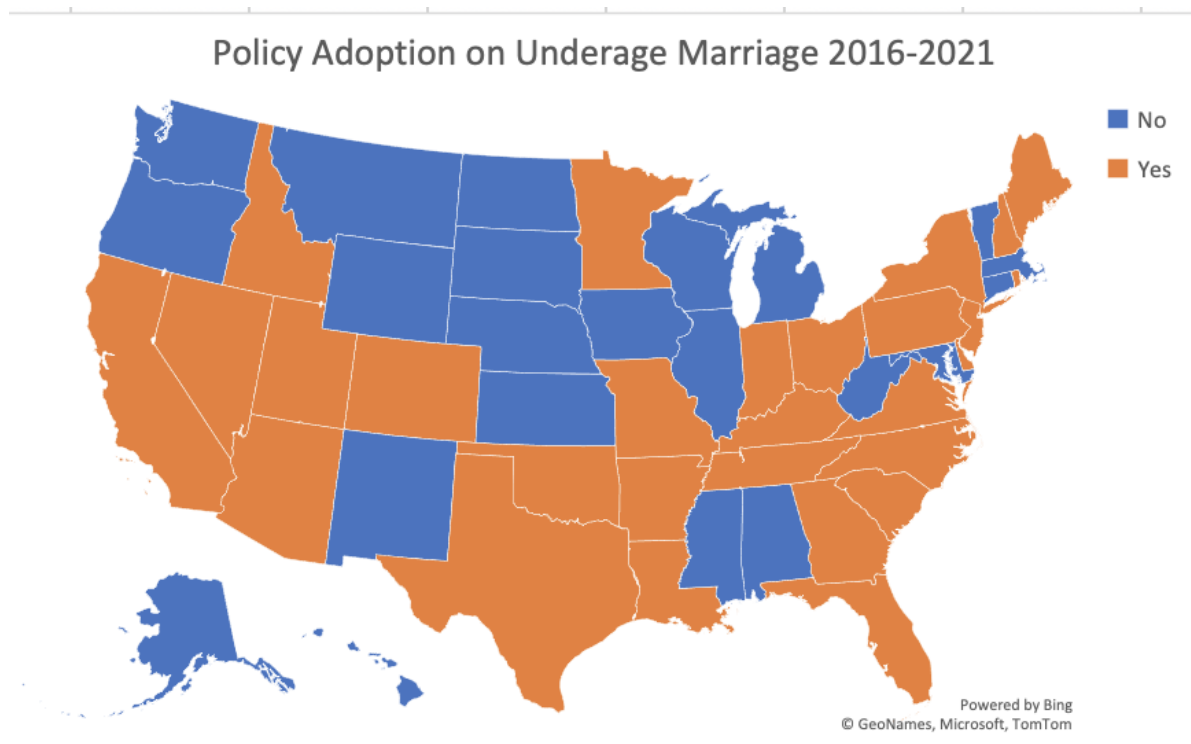 Policy Adoption on Underage Marriage 2016-2021
No
Yes
Powered by Bing
© GeoNames, Microsoft, TomTom